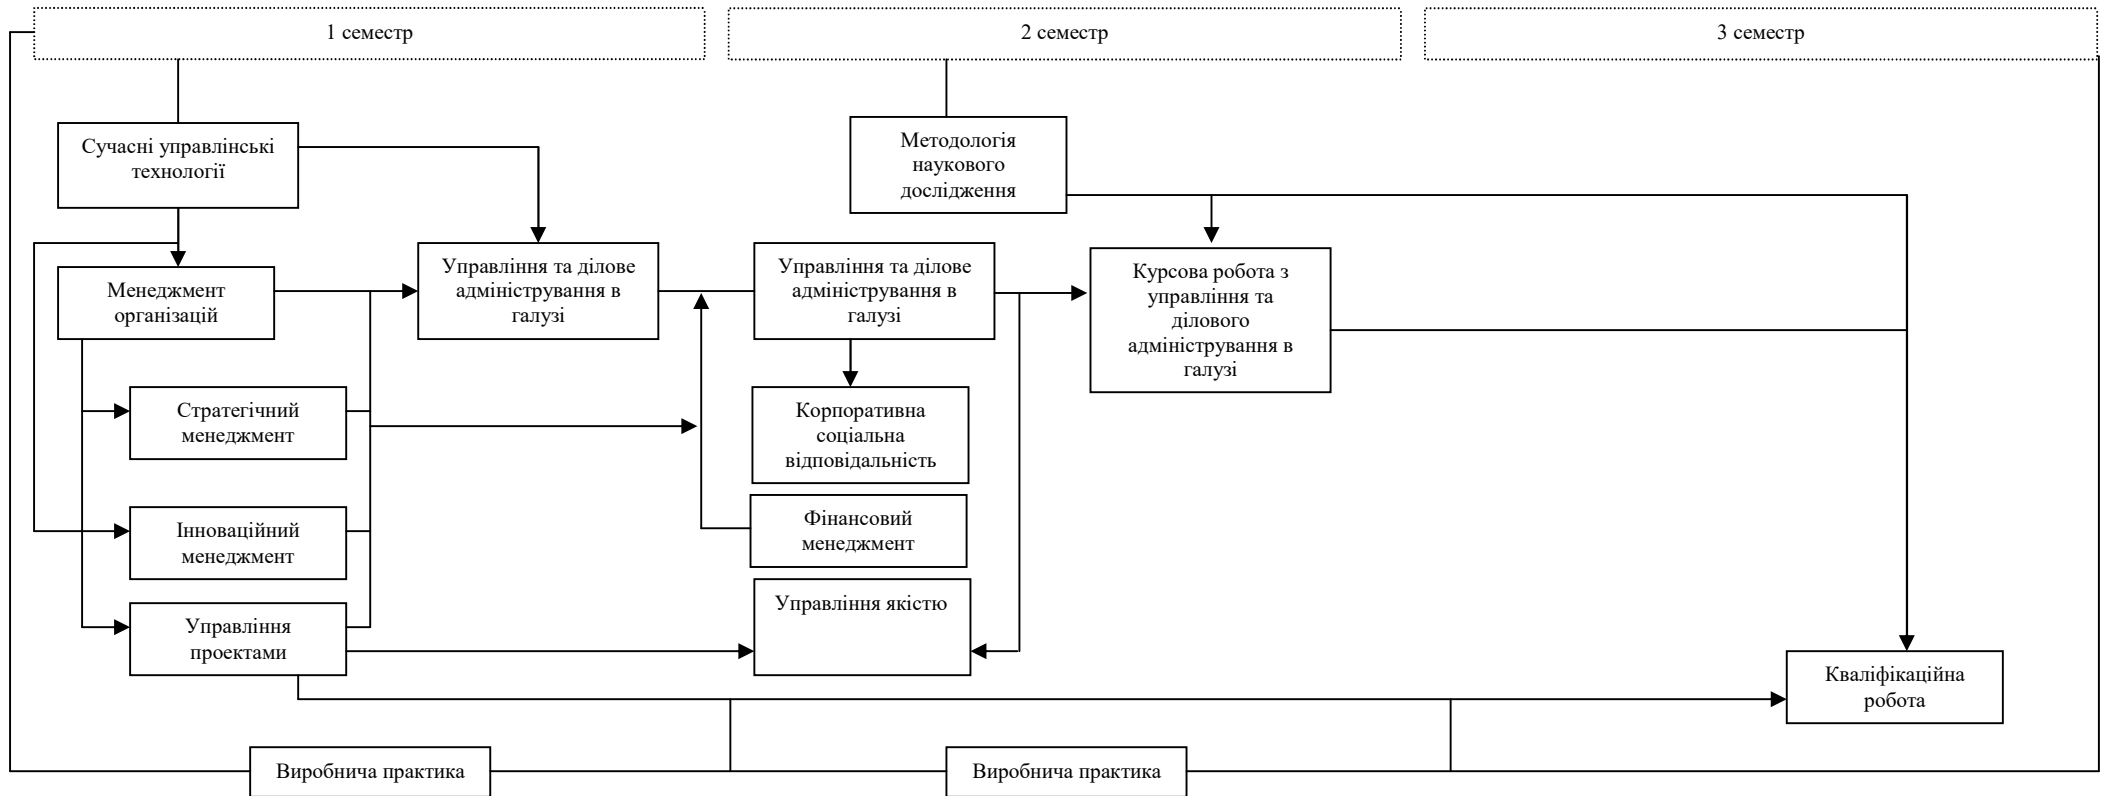 1 семестр
2 семестр
3 семестр
Сучасні управлінські
технології
Методологія
наукового
дослідження
Менеджмент
організацій
Управління та ділове
адміністрування в
галузі
Управління та ділове
адміністрування в
галузі
Курсова робота з
управління та
ділового
адміністрування в
галузі
Стратегічний
менеджмент
Корпоративна
соціальна
відповідальність
Інноваційний
менеджмент
Фінансовий
менеджмент
Управління
проектами
Управління якістю
Кваліфікаційна
робота
Виробнича практика
Виробнича практика